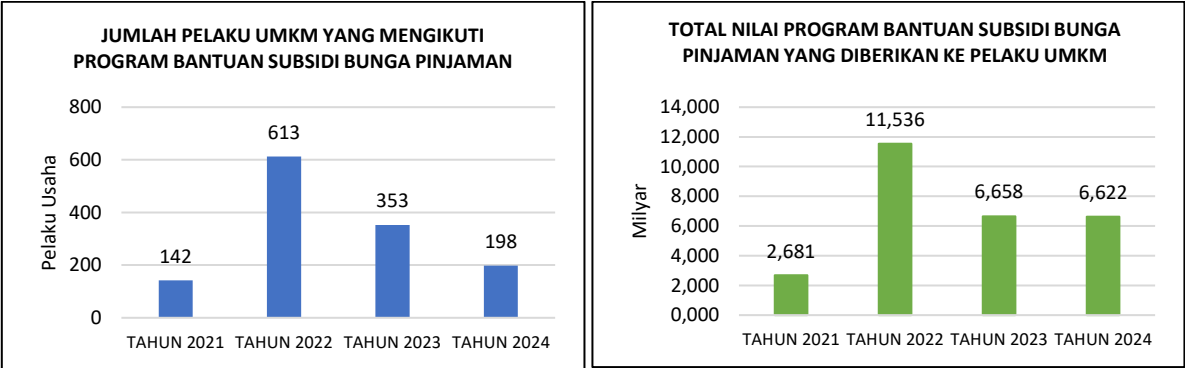 JUMLAH PELAKU UMKM YANG MENGIKUTI
PROGRAM BANTUAN SUBSIDI BUNGA PINJAMAN
800
600
400
200
0
Pelaku Usaha
142
613
353
198
TAHUN 2021 TAHUN 2022 TAHUN 2023 TAHUN 2024
TOTAL NILAI PROGRAM BANTUAN SUBSIDI BUNGA
PINJAMAN YANG DIBERIKAN KE PELAKU UMKM
14,000
12,000
10,000
8,000
6,000
4,000
2,000
0,000
Milyar
2,681
11,536
6,658
6,622
TAHUN 2021 TAHUN 2022 TAHUN 2023 TAHUN 2024